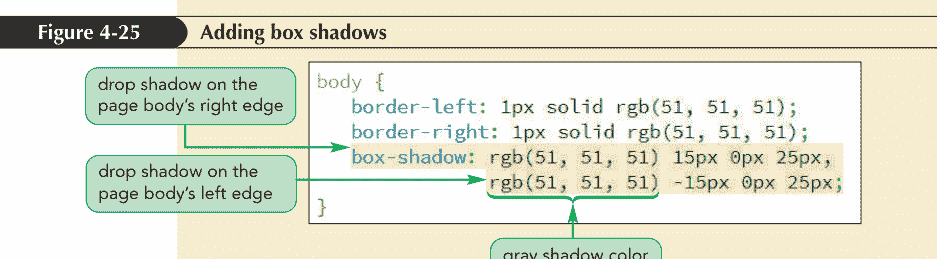 Figure 4-25 Adding box shadows
drop shadow on the
page body's right edge
drop shadow on the
page body's left edge
body {
border-left: 1px solid rgb(51, 51, 51);
border-right: 1px solid rgb(51, 51, 51);
box-shadow: rgb(51, 51, 51) 15px 0px 25px,
rgb(51, 51, 51) -15px 0px 25px;
}
gray shadow color